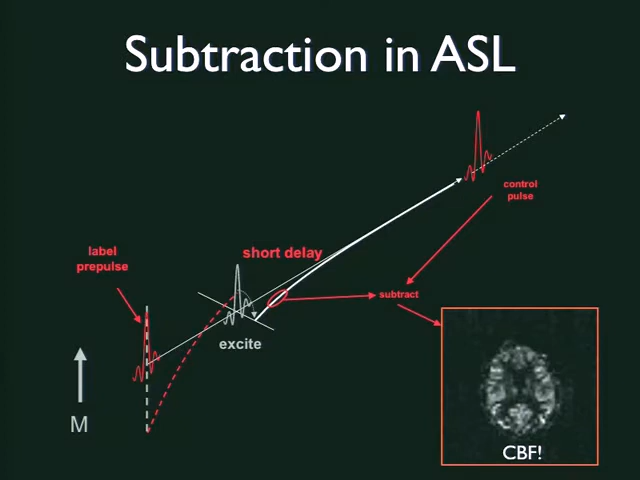 Subtraction in ASL
control
pulse
label
prepulse
short delay
subtract
excite
M
CBF!